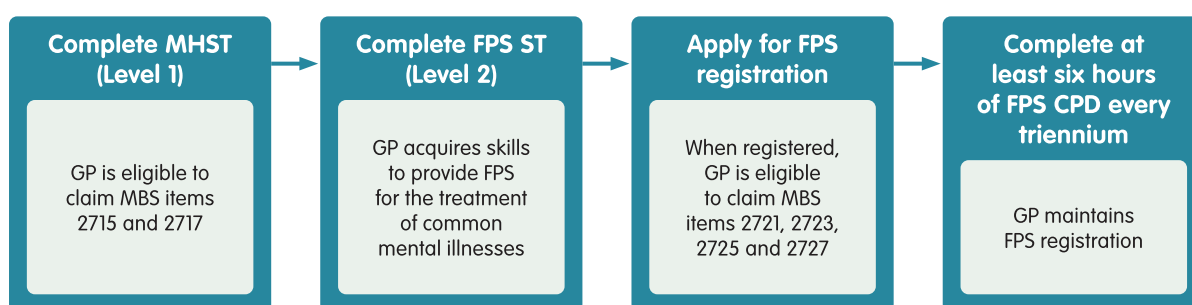 Complete MHST
(Level 1)
GP is eligible to
claim MBS items
2715 and 2717
Complete FPS ST
(Level 2)
GP acquires skills
to provide FPS
for the treatment
of common
mental illnesses
Apply for FPS
registration
When registered,
GP is eligible
to claim MBS
items 2721, 2723,
2725 and 2727
Complete at
least six hours
of FPS CPD every
triennium
GP maintains
FPS registration